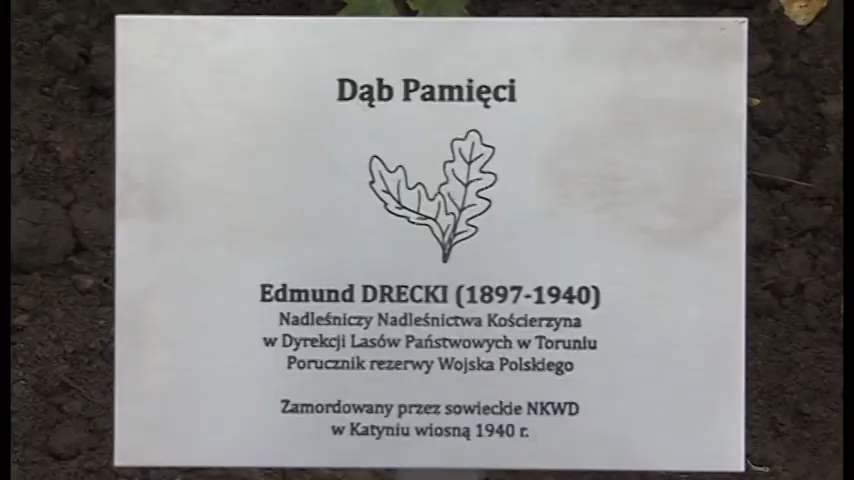 Dąb Pamięci
Edmund DRECKI (1897-1940)
Nadleśniczy Nadleśnictwa Kościerzyna
w Dyrekcji Lasów Państwowych w Toruniu
Porucznik rezerwy Wojska Polskiego
Zamordowany przez sowieckie NKWD
w Katyniu wiosną 1940 r.